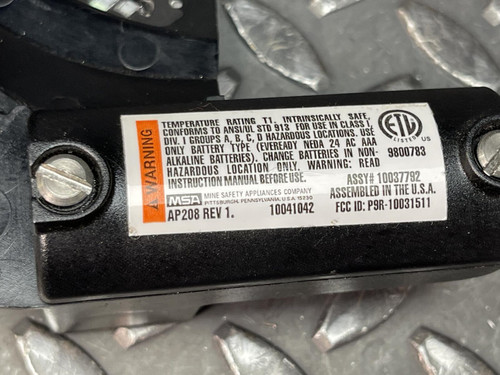 WARNING
TEMPERATURE RATING T1. INTRINSICALLY SAFE,
CONFORMS TO ANSI/UL STD 913 FOR USE IN CLASS I,
DIV. I GROUPS A, B, C, D HAZARDOUS LOCATIONS. USE
ONLY BATTERY TYPE (EVEREADY NEDA 24 AC AAA
ALKALINE BATTERIES). CHANGE BATTERIES IN NON-
HAZARDOUS LOCATION ONLY. WARNING: READ
INSTRUCTION MANUAL BEFORE USE.
ETL
LISTED
US
9800783
MSA MINE SAFETY APPLIANCES COMPANY
PITTSBURGH, PENNSYLVANIA, U.S.A. 15230
ASSY# 10037792
ASSEMBLED IN THE U.S.A.
AP208 REV 1. 10041042 FCC ID: P9R-10031511